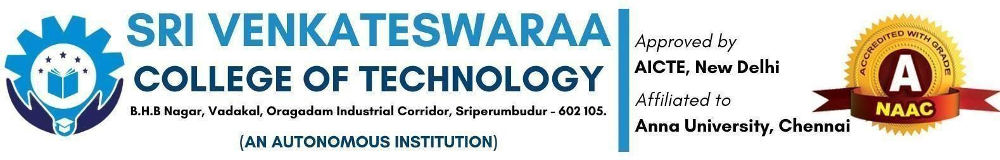 SRI VENKATESWARAA
COLLEGE OF TECHNOLOGY
B.H.B Nagar, Vadakal, Oragadam Industrial Corridor, Sriperumbudur - 602 105.
(AN AUTONOMOUS INSTITUTION)
Approved by
AICTE, New Delhi
Affiliated to
Anna University, Chennai
ACCREDITED WITH GRADE
A
NAAC